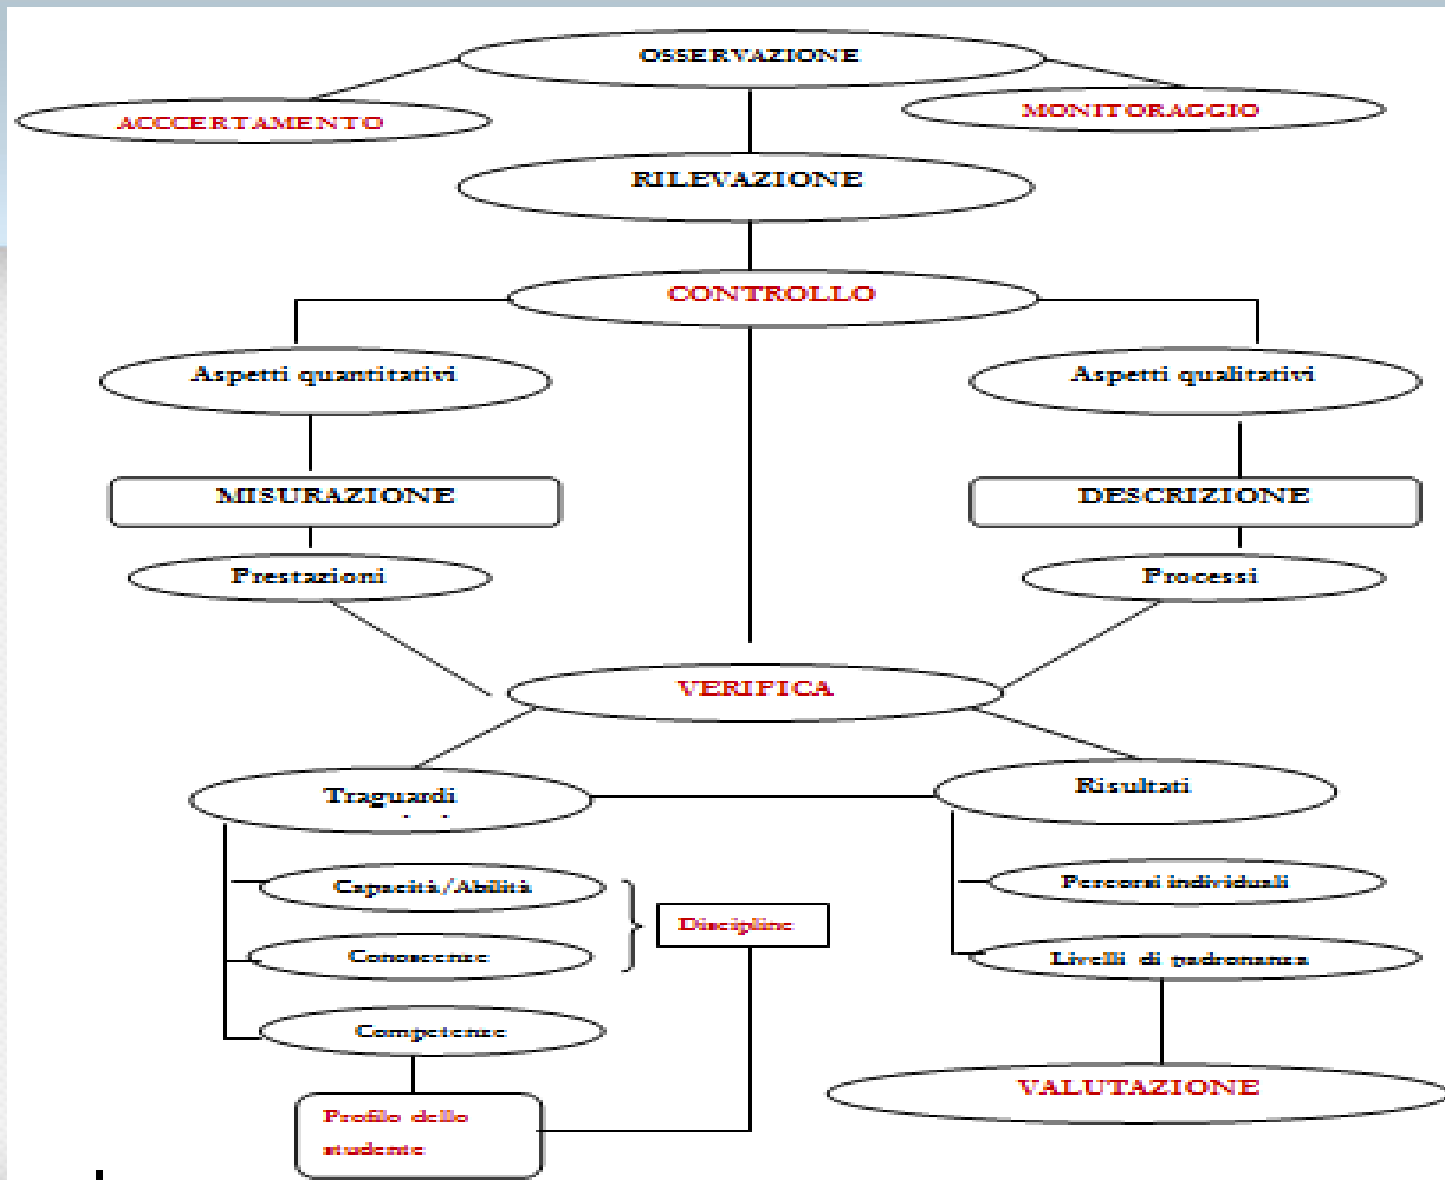 OSSERVAZIONE
ACCCERTAMENTO
MONITORAGGIO
RILEVAZIONE
CONTROLLO
Aspetti quantitativi
Aspetti qualitativi
MISURAZIONE
DESCRIZIONE
Prestazioni
Processi
VERIFICA
Traguardi
Risultati
Capacità/Abilità
Percorsi individuali
Discipline
Conoscenze
Livelli di padronanza
Competenze
VALUTAZIONE
Profilo dello
studente